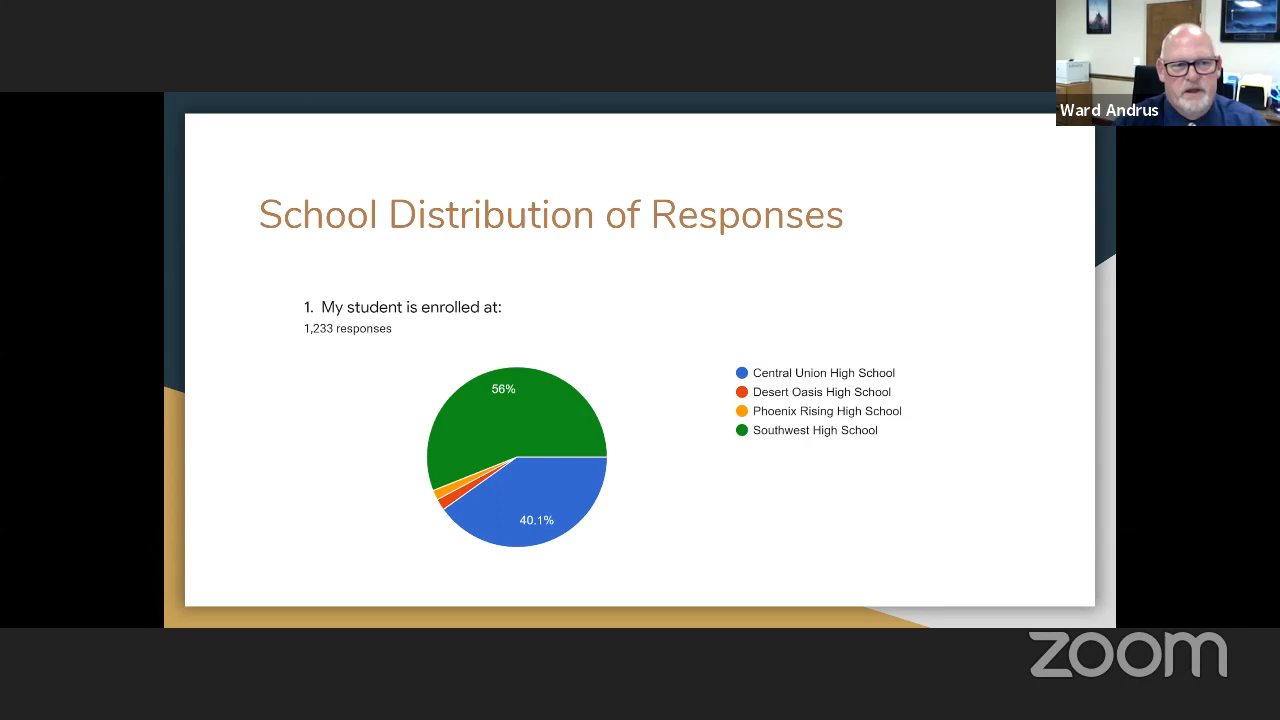 Ward Andrus
School Distribution of Responses
1. My student is enrolled at:
1,233 responses
56%
40.1%
Central Union High School
Desert Oasis High School
Phoenix Rising High School
Southwest High School
zoom